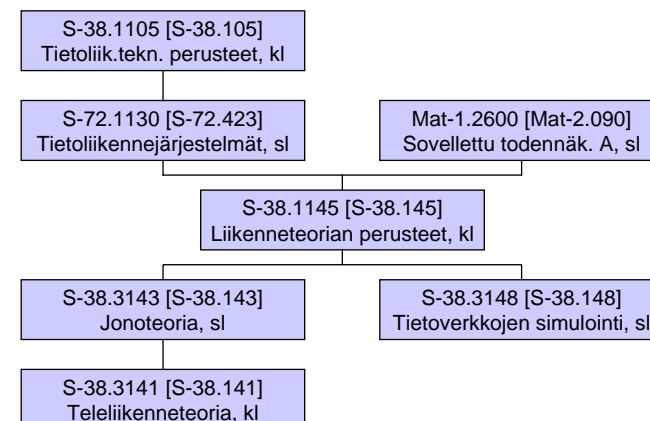 S-38.1105 [S-38.105]
Tietoliik.tekn. perusteet, kl
S-72.1130 [S-72.423]
Tietoliikennejärjestelmät, sl
Mat-1.2600 [Mat-2.090]
Sovellettu todennäk. A, sl
S-38.1145 [S-38.145]
Liikenneteorian perusteet, kl
S-38.3143 [S-38.143]
Jonoteoria, sl
S-38.3148 [S-38.148]
Tietoverkkojen simulointi, sl
S-38.3141 [S-38.141]
Teleliikenneteoria, kl